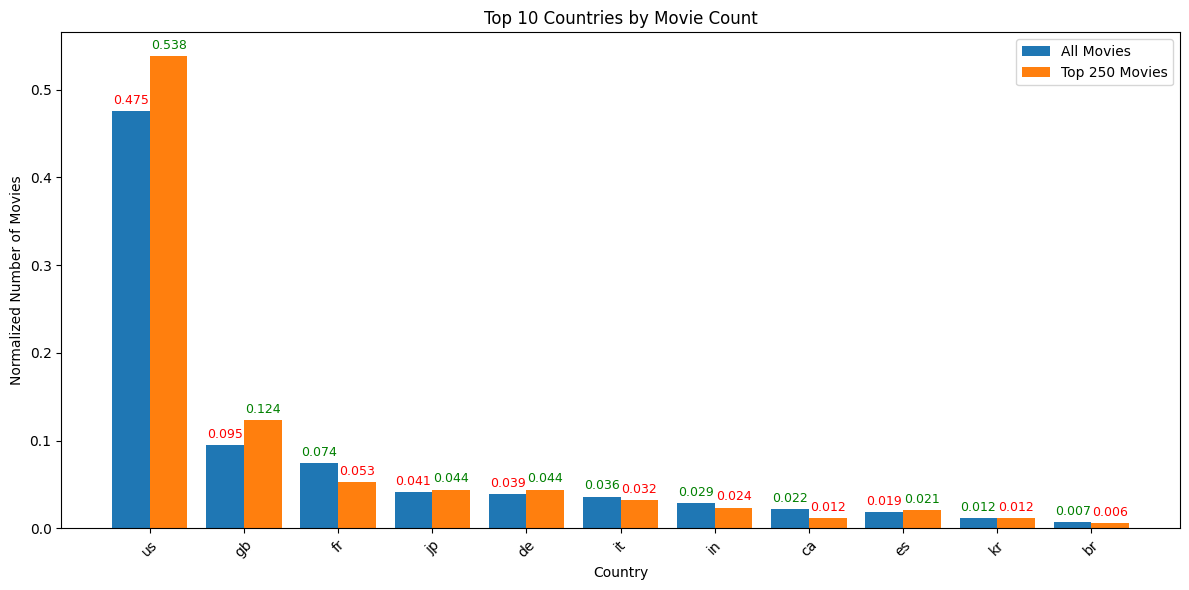 Top 10 Countries by Movie Count
All Movies
Top 250 Movies
Normalized Number of Movies
0.5
0.4
0.3
0.2
0.1
0.0
0.475
0.538
0.095
0.124
0.074
0.053
0.041
0.044
0.039
0.044
0.036
0.032
0.029
0.024
0.022
0.012
0.019
0.021
0.012
0.012
0.007
0.006
us
gb
fr
jp
de
it
in
ca
es
kr
br
Country